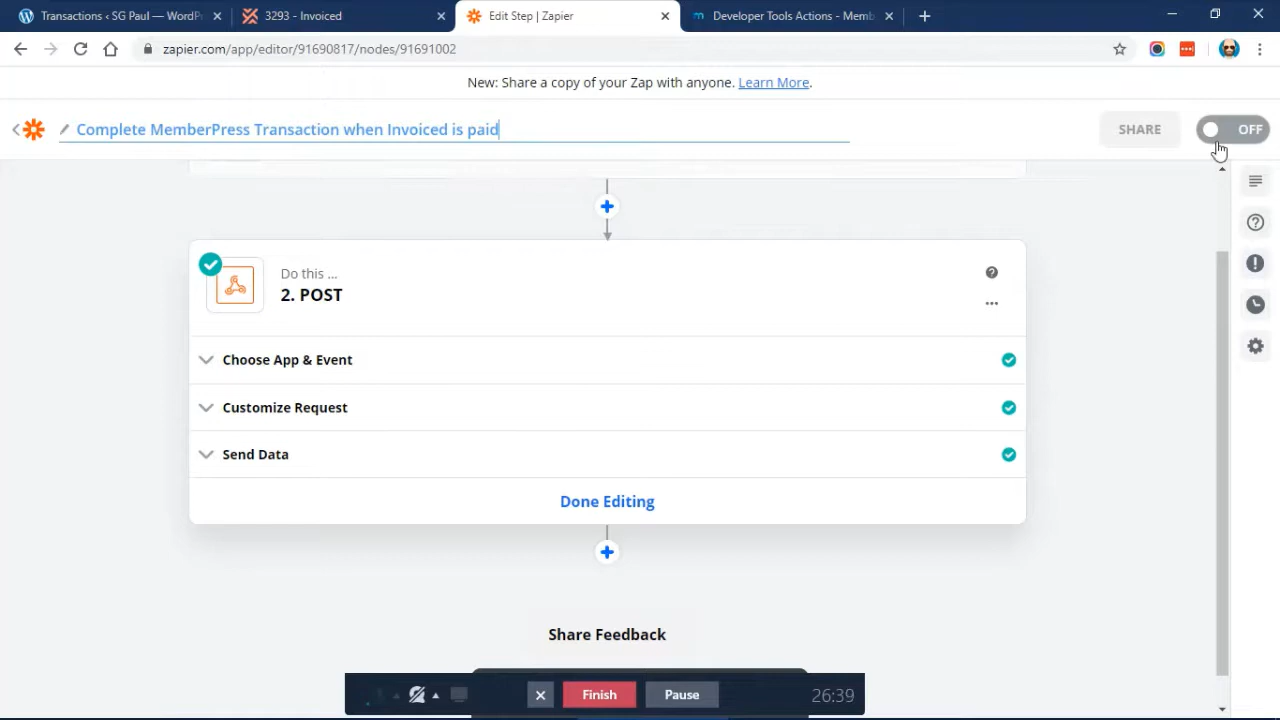 Transactions ‹ SG Paul — WordPr
3293 - Invoiced
Edit Step | Zapier
Developer Tools Actions - Memb
zapier.com/app/editor/91690817/nodes/91691002
New: Share a copy of your Zap with anyone. Learn More.
Complete MemberPress Transaction when Invoiced is paid
SHARE
OFF
Do this ...
2. POST
Choose App & Event
Customize Request
Send Data
Done Editing
Share Feedback
Finish
Pause
26:39